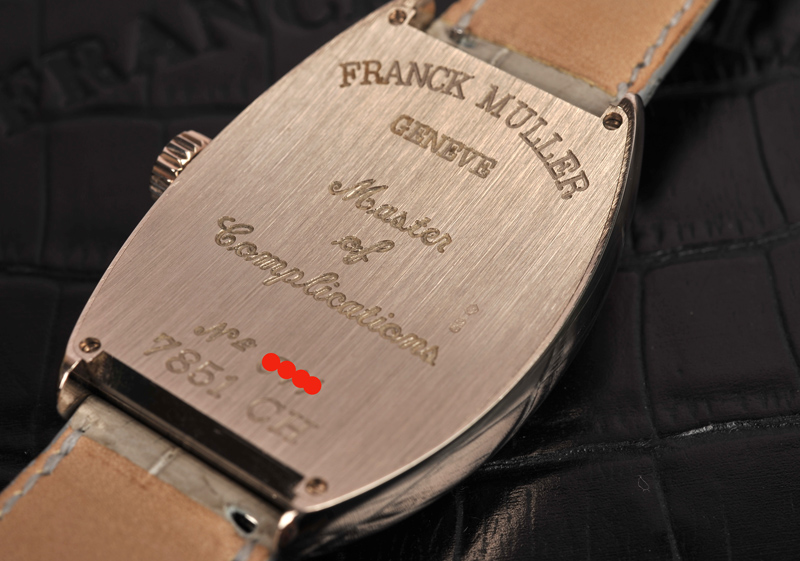 FRANCK MULLER
GENEVE
Master
of
Complications
Nº
7851 CH